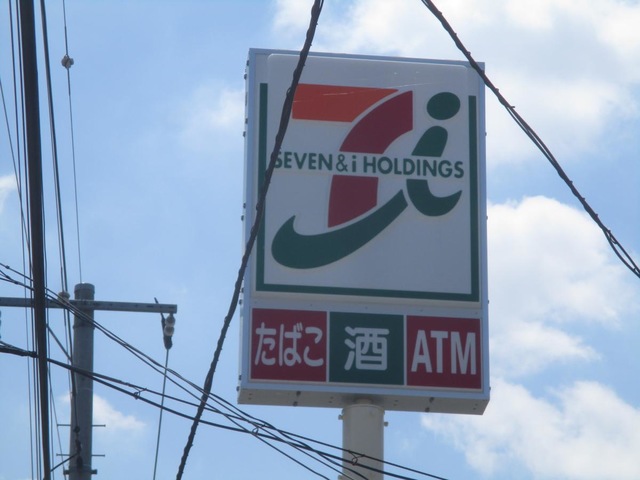 SEVEN&i HOLDINGS
たばこ 酒 ATM